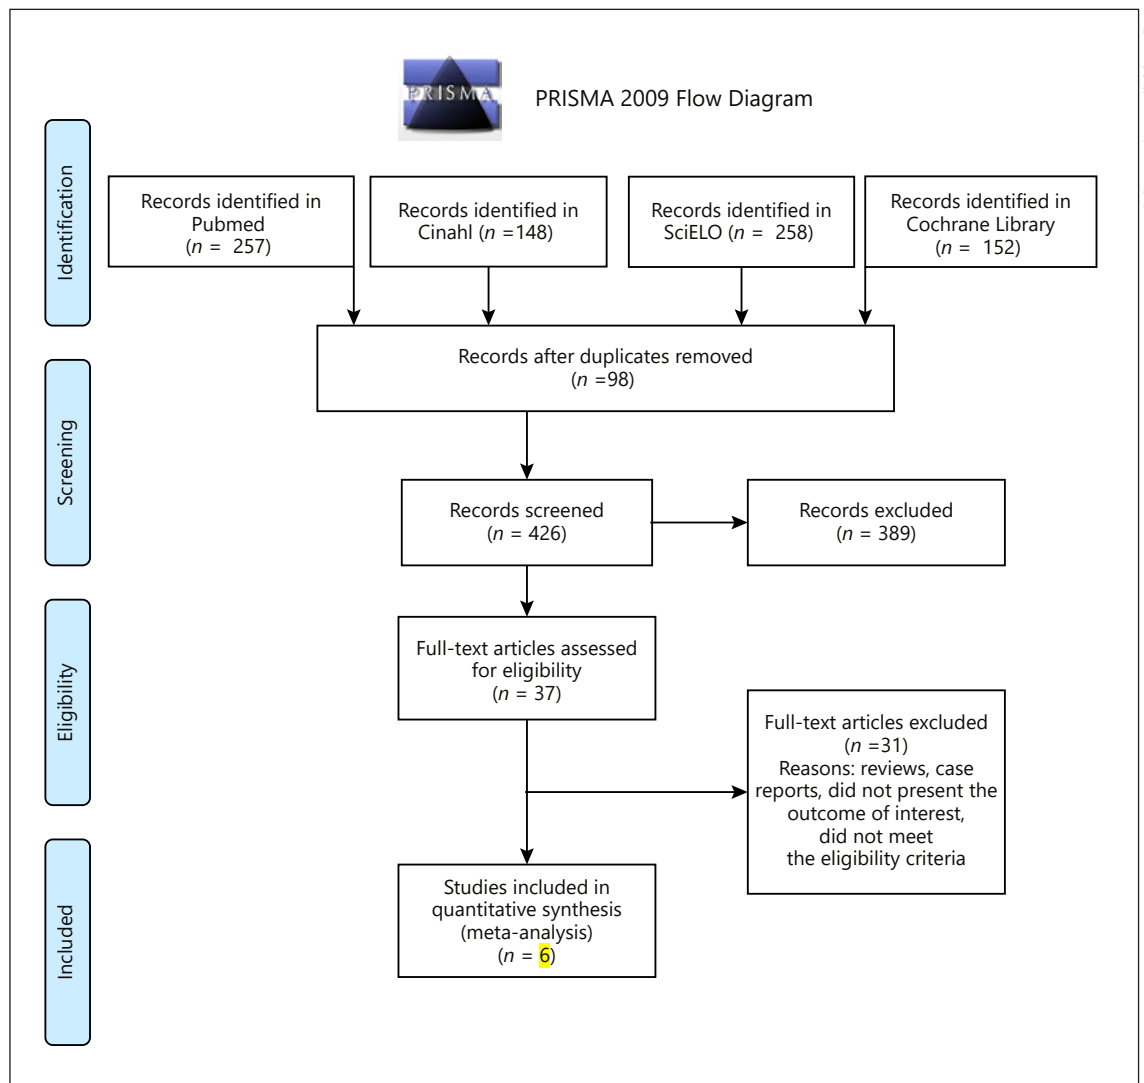 PRISMA
PRISMA 2009 Flow Diagram
Identification
Records identified in
Pubmed
(n = 257)
Records identified in
Cinahl (n =148)
Records identified in
SciELO (n = 258)
Records identified in
Cochrane Library
(n = 152)
Records after duplicates removed
(n =98)
Screening
Records screened
(n = 426)
Records excluded
(n = 389)
Eligibility
Full-text articles assessed
for eligibility
(n = 37)
Full-text articles excluded
(n =31)
Reasons: reviews, case
reports, did not present the
outcome of interest,
did not meet
the eligibility criteria
Included
Studies included in
quantitative synthesis
(meta-analysis)
(n = 6)